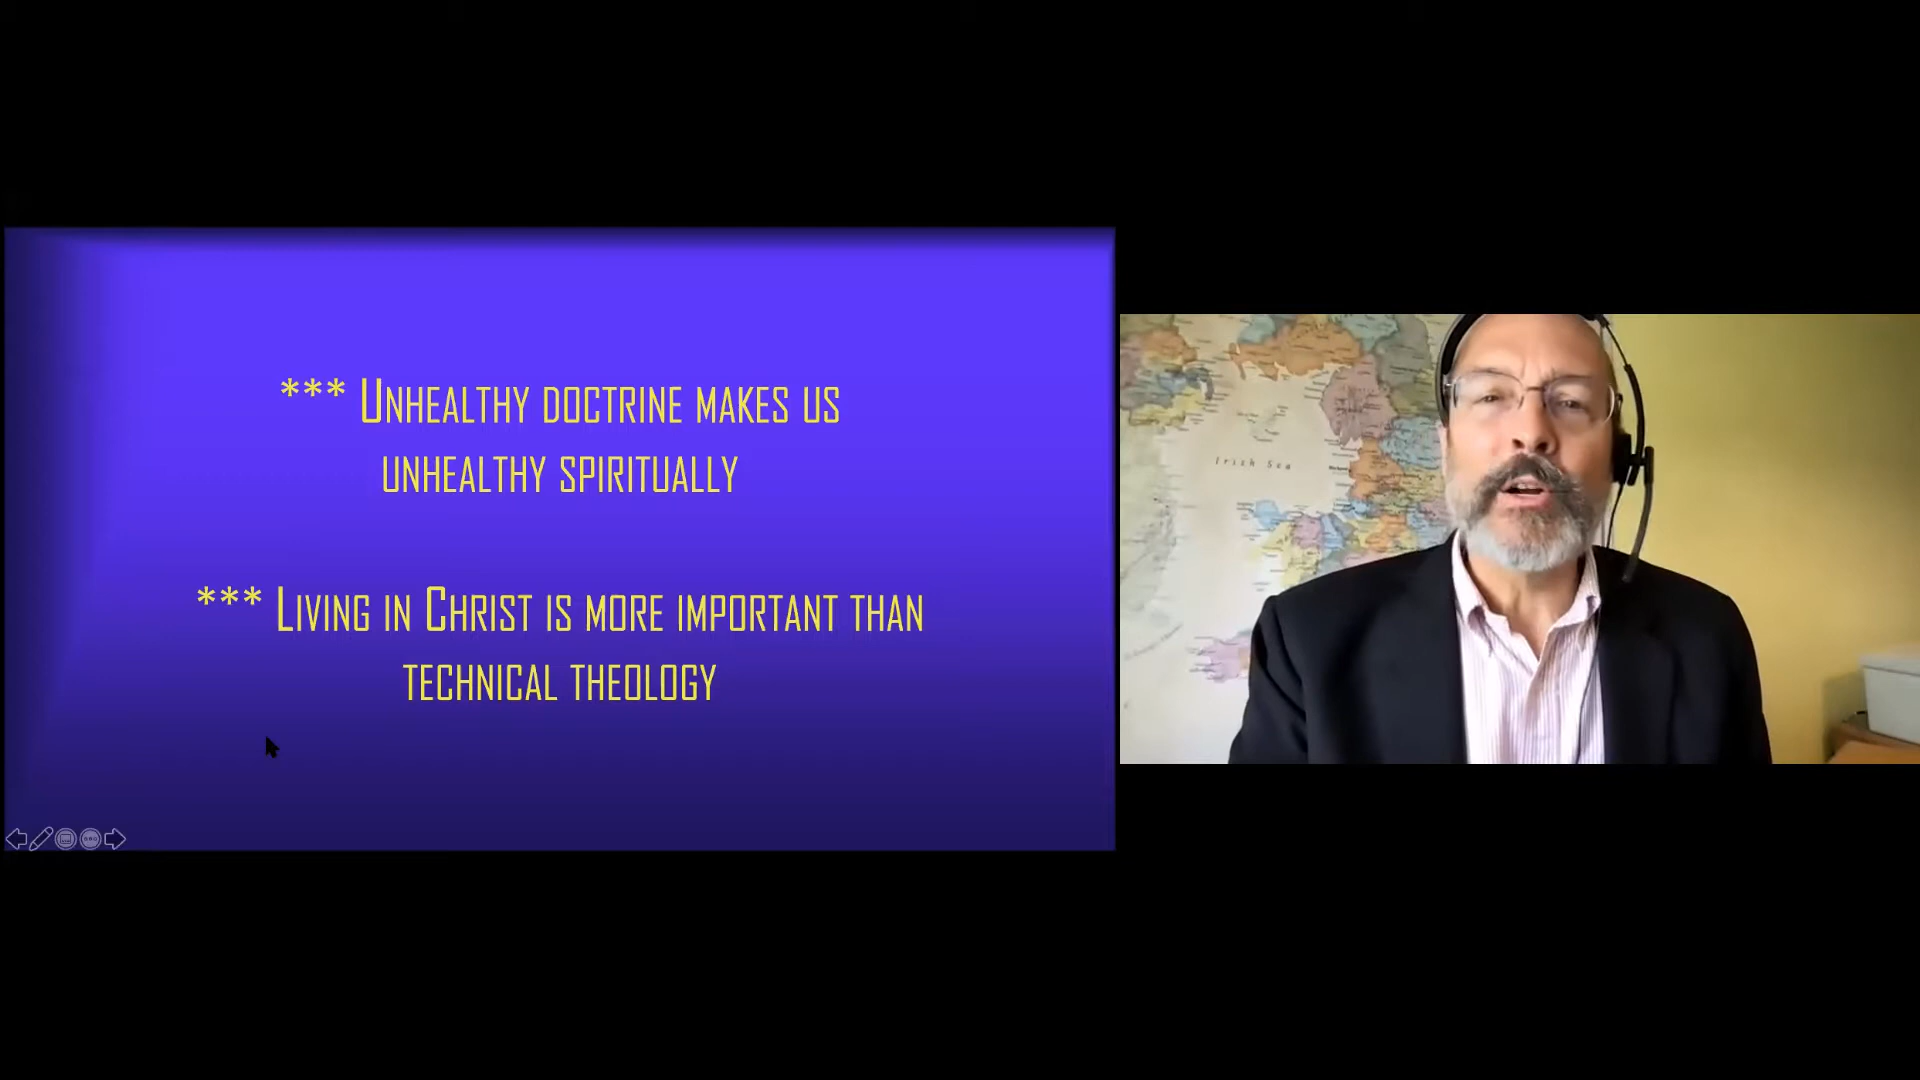 *** Unhealthy doctrine makes us
unhealthy spiritually
*** Living in Christ is more important than
technical theology
Irish Sea